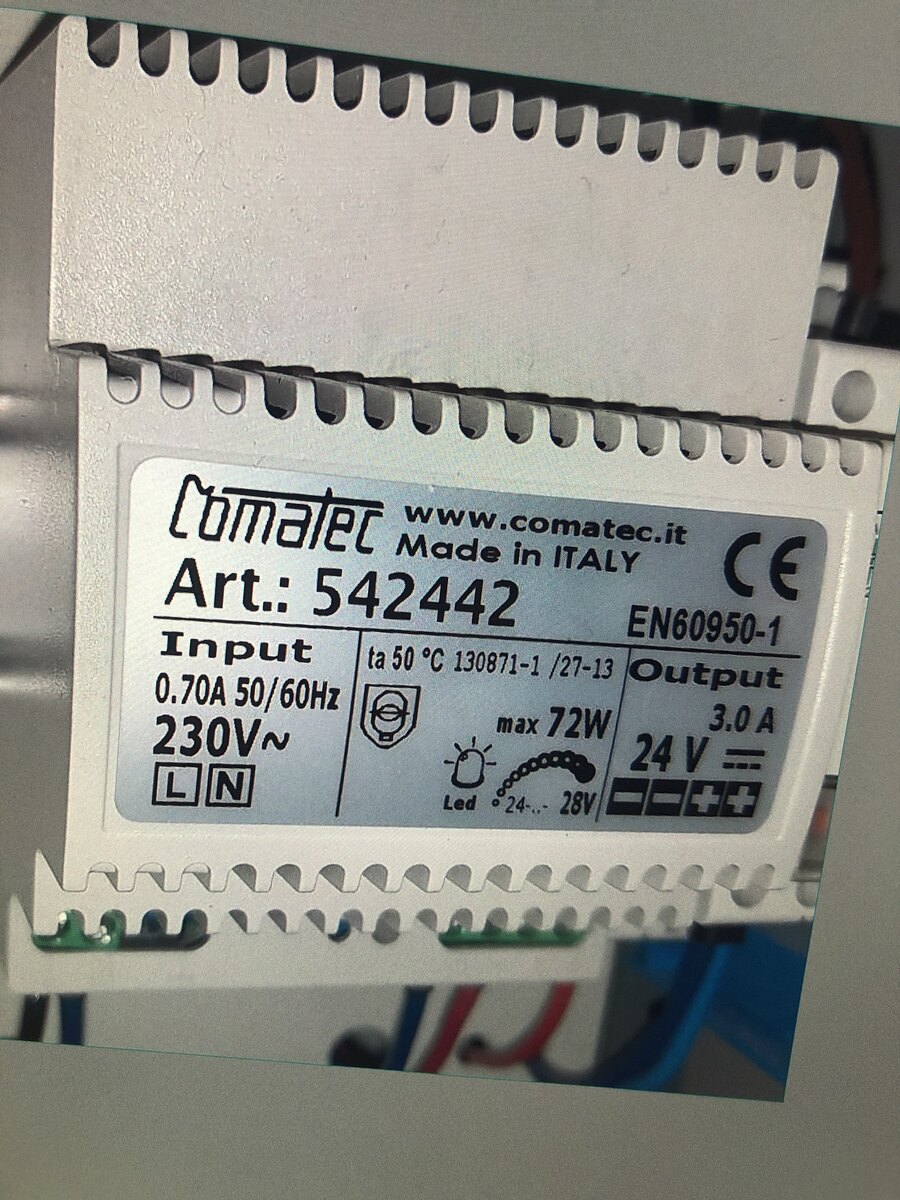 Comatec www.comatec.it
Made in ITALY
CE
Art.: 542442
EN60950-1
Input
0.70A 50/60Hz
230V~
L N
ta 50 °C 130871-1 /27-13
max 72W
Led 24-..- 28V
Output
3.0 A
24 V ⎓
− − + +